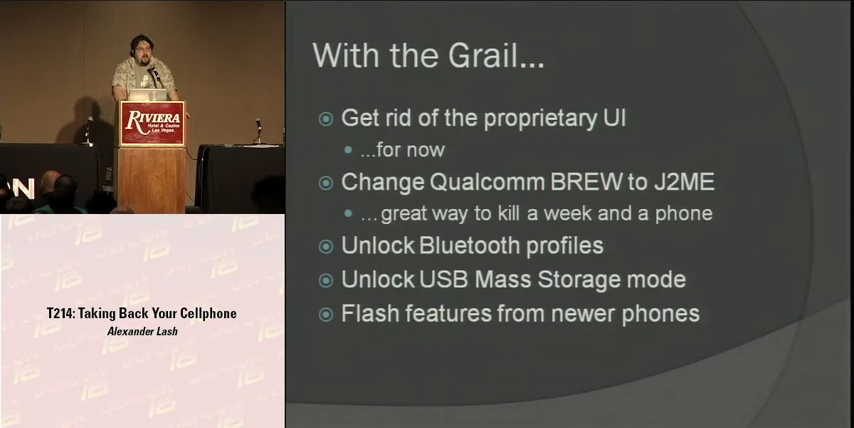 With the Grail...
Get rid of the proprietary UI
...for now
Change Qualcomm BREW to J2ME
... great way to kill a week and a phone
Unlock Bluetooth profiles
Unlock USB Mass Storage mode
Flash features from newer phones
RIVIERA
Hotel & Casino
Las Vegas
ON
T214: Taking Back Your Cellphone
Alexander Lash